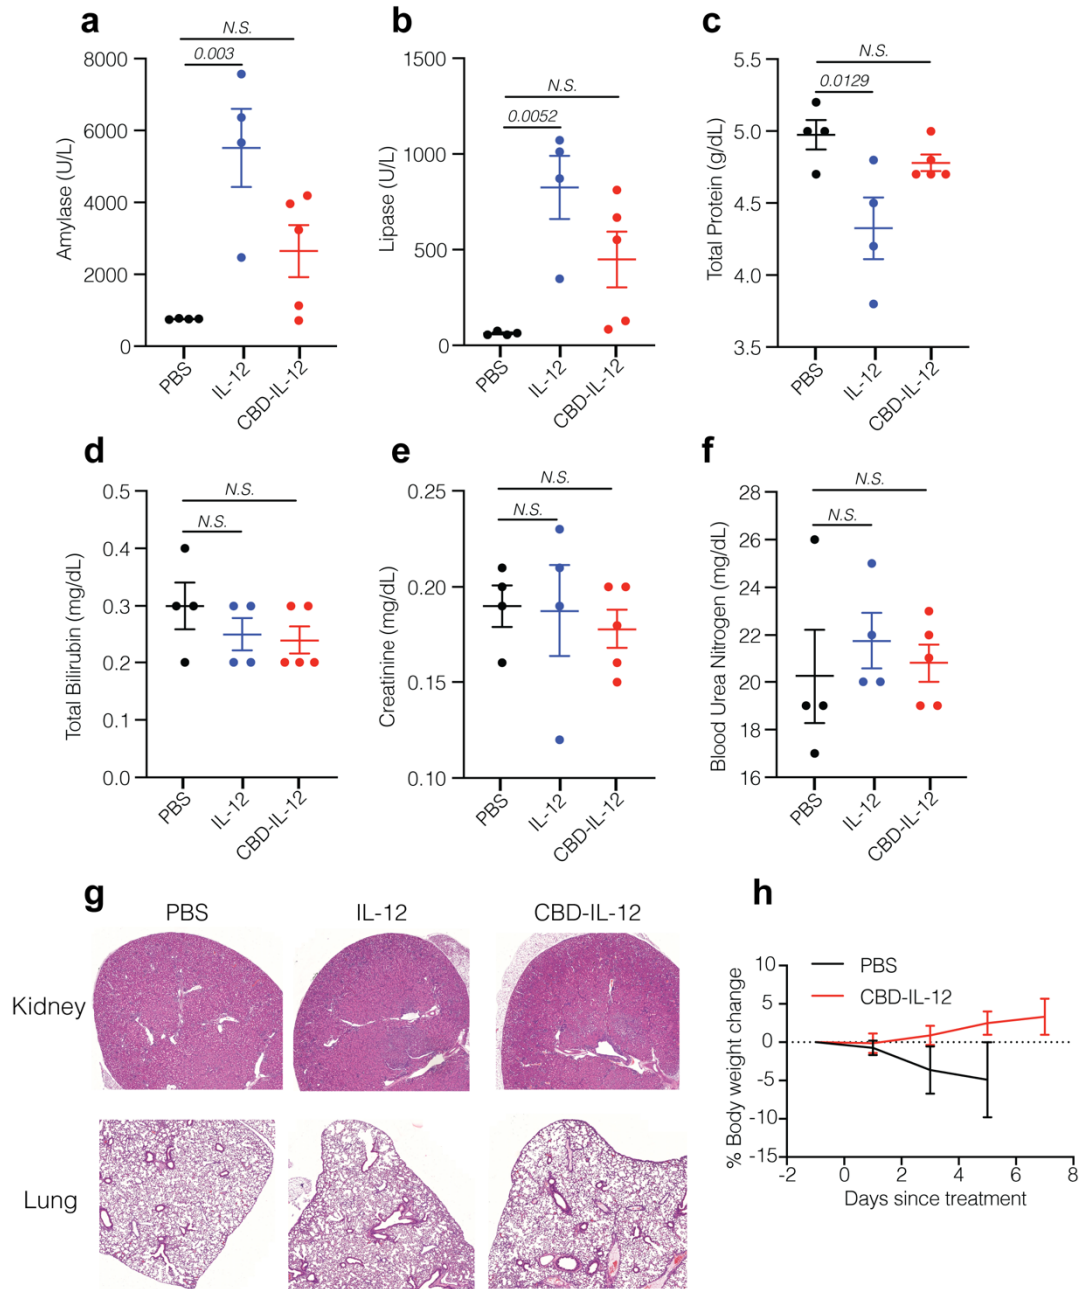 a
N.S.
0.003
Amylase (U/L)
8000
6000
4000
2000
0
PBS
IL-12
CBD-IL-12
b
N.S.
0.0052
Lipase (U/L)
1500
1000
500
0
PBS
IL-12
CBD-IL-12
c
N.S.
0.0129
Total Protein (g/dL)
5.5
5.0
4.5
4.0
3.5
PBS
IL-12
CBD-IL-12
d
N.S.
N.S.
Total Bilirubin (mg/dL)
0.5
0.4
0.3
0.2
0.1
0.0
PBS
IL-12
CBD-IL-12
e
N.S.
N.S.
Creatinine (mg/dL)
0.25
0.20
0.15
0.10
PBS
IL-12
CBD-IL-12
f
N.S.
N.S.
Blood Urea Nitrogen (mg/dL)
28
26
24
22
20
18
16
PBS
IL-12
CBD-IL-12
g
PBS
IL-12
CBD-IL-12
Kidney
Lung
h
PBS
CBD-IL-12
% Body weight change
10
5
0
-5
-10
-15
-2
0
2
4
6
8
Days since treatment